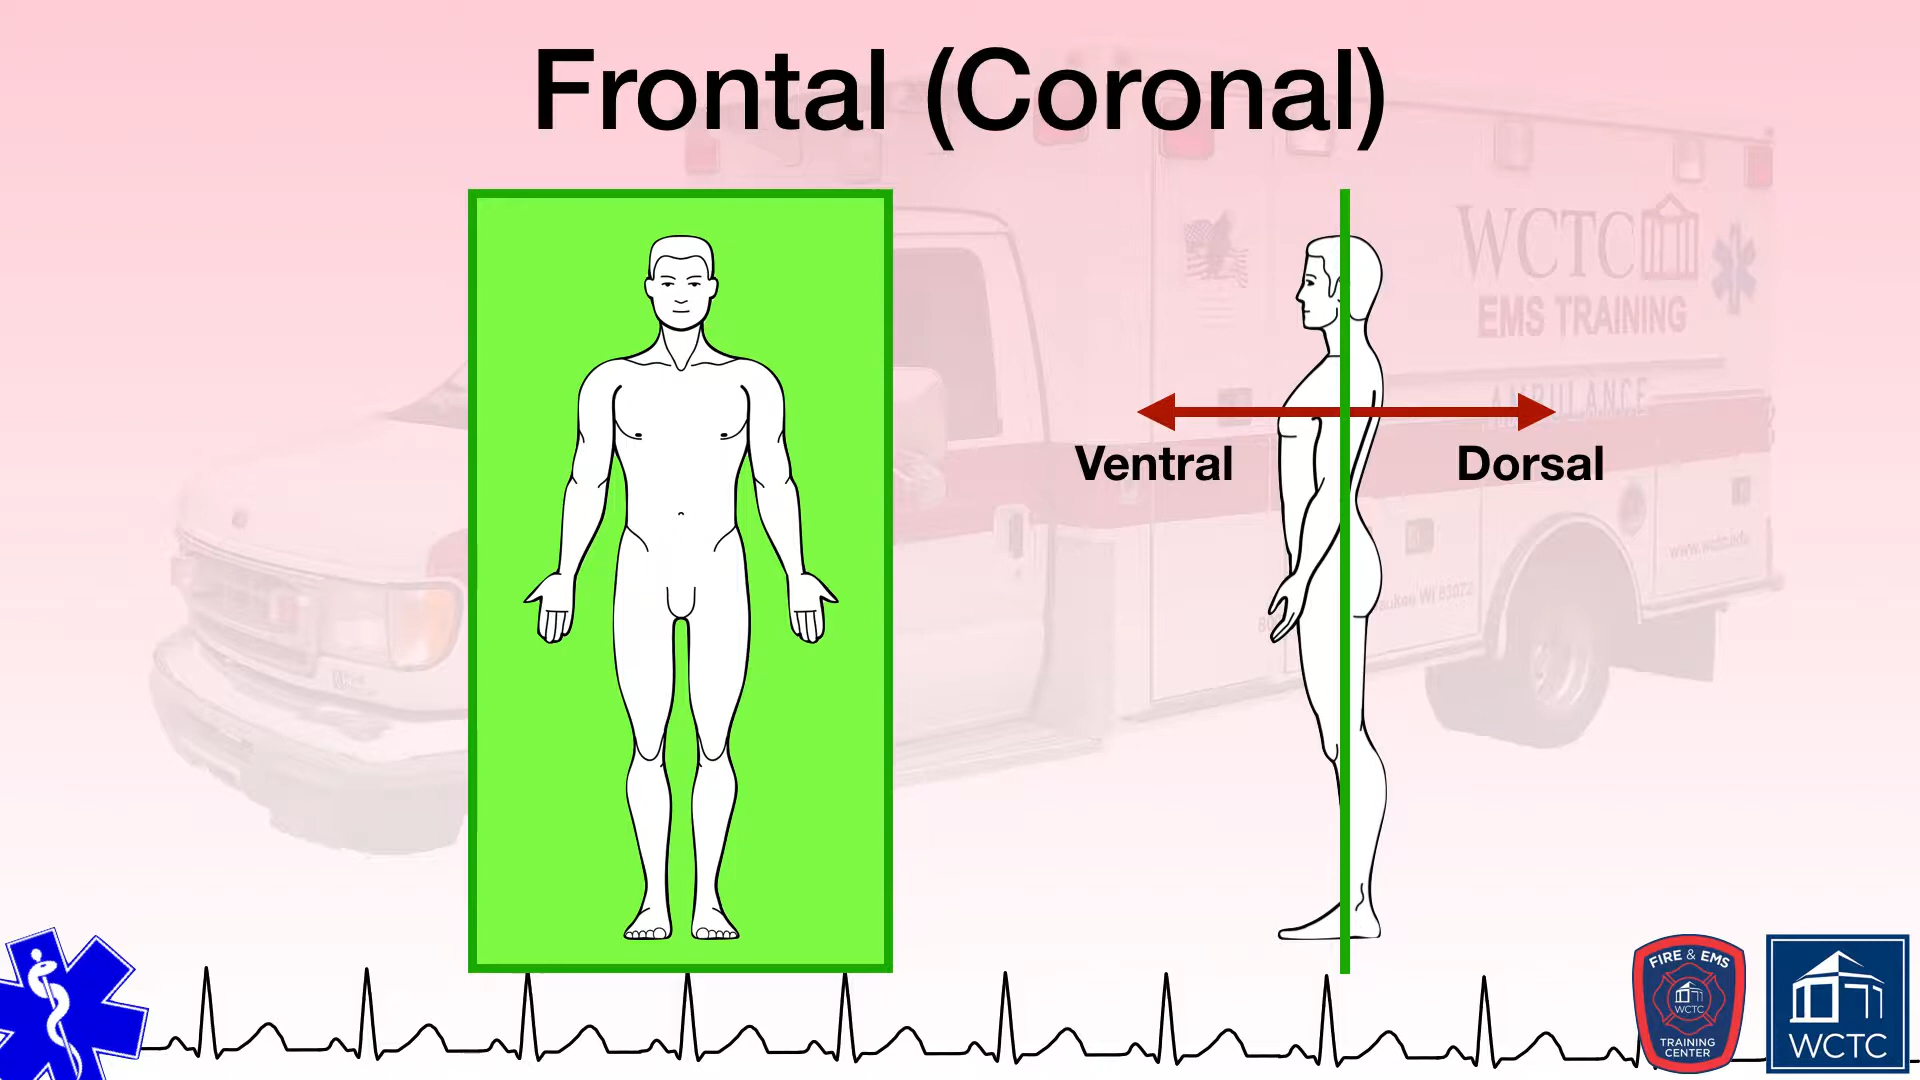 Frontal (Coronal)
WCTC
EMS TRAINING
AMBULANCE
Ventral
Dorsal
FIRE & EMS
WCTC
TRAINING
CENTER
WCTC